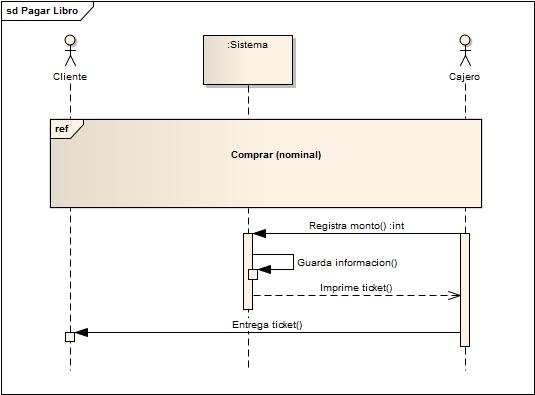 sd Pagar Libro
Cliente
:Sistema
Cajero
ref
Comprar (nominal)
Registra monto() :int
Guarda informacion()
Imprime ticket()
Entrega ticket()